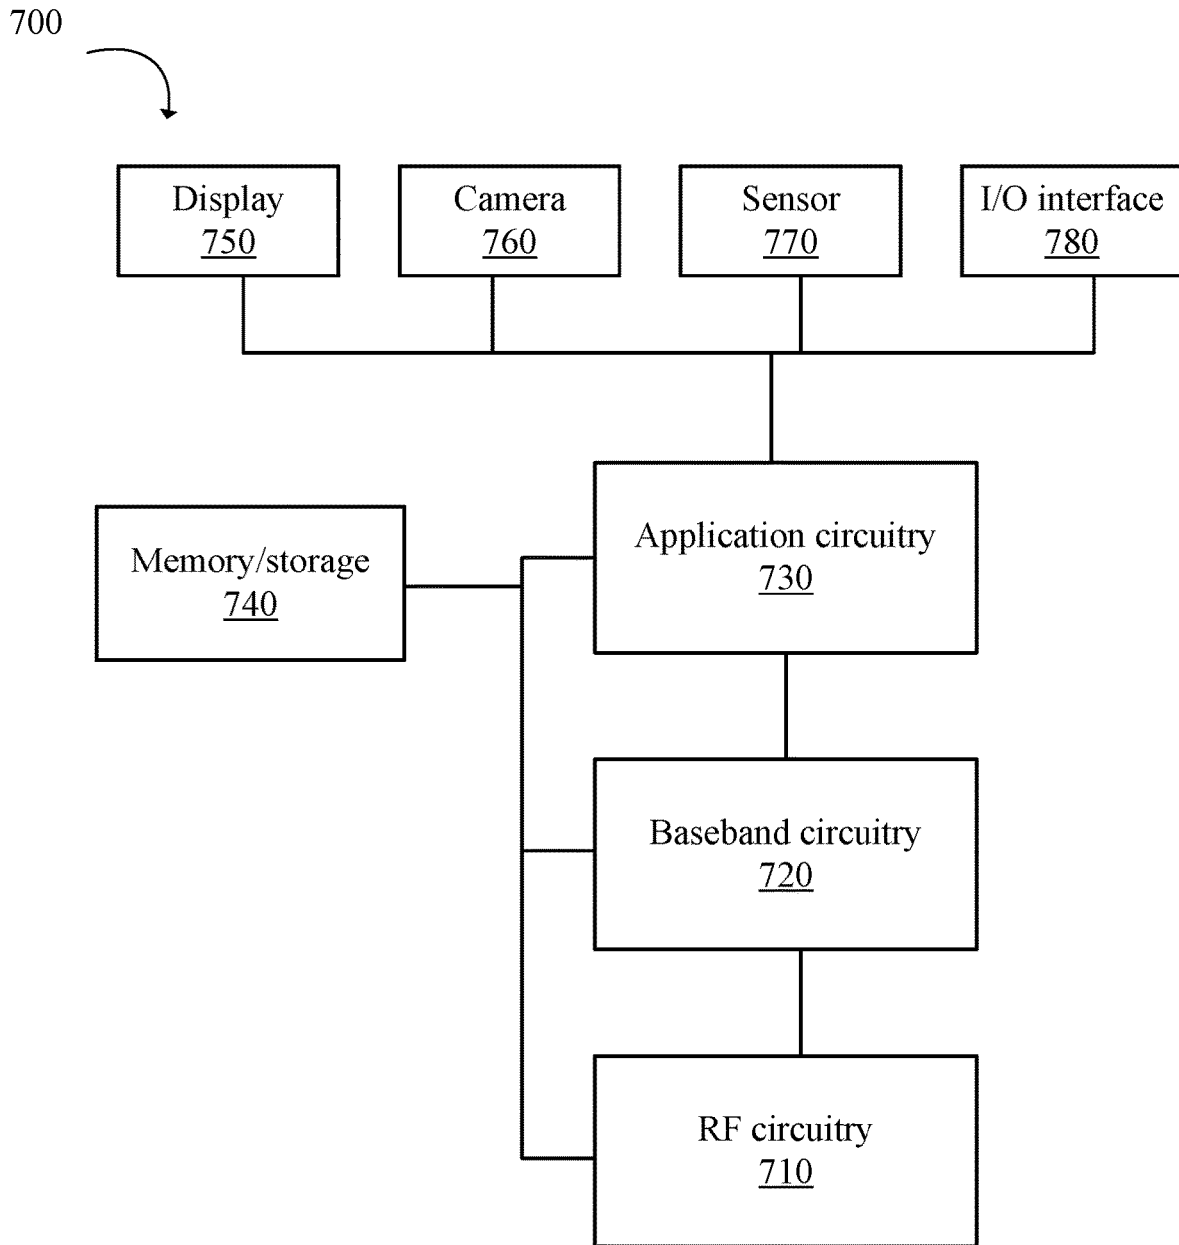 700
Display
750
Camera
760
Sensor
770
I/O interface
780
Memory/storage
740
Application circuitry
730
Baseband circuitry
720
RF circuitry
710